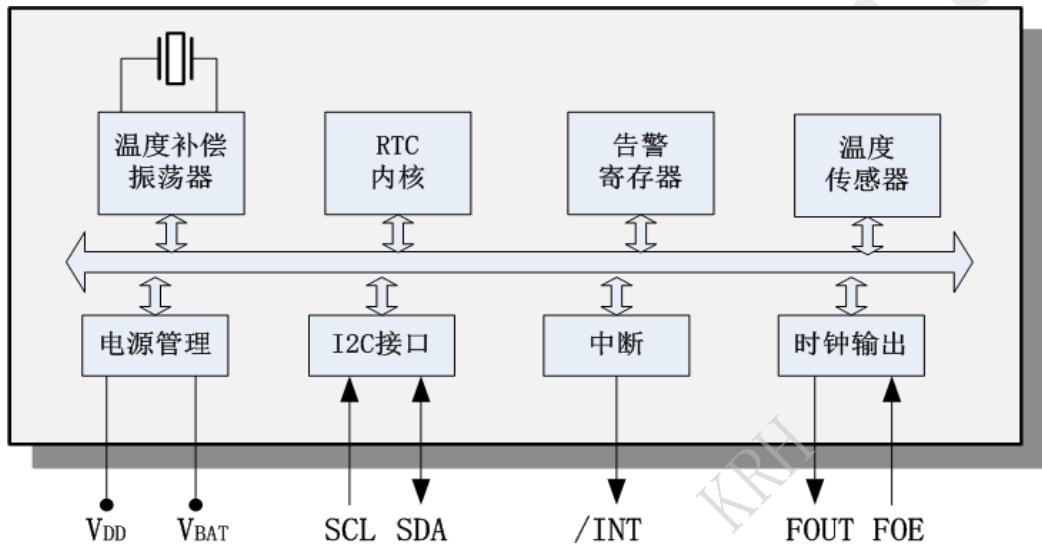 温度补偿
振荡器
RTC
内核
告警
寄存器
温度
传感器
电源管理
I2C接口
中断
时钟输出
VDD
VBAT
SCL
SDA
/INT
FOUT
FOE
KRH